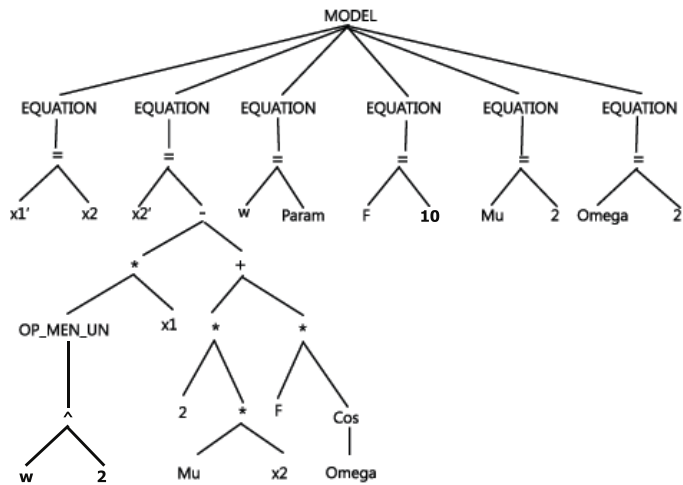 MODEL
EQUATION EQUATION EQUATION EQUATION EQUATION EQUATION
= = = = = =
x1' x2 x2' - w Param F 10 Mu 2 Omega 2
* +
OP_MEN_UN x1 * *
2 * F Cos
^
w 2 Mu x2 Omega